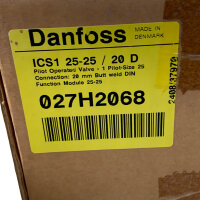 Danfoss
MADE IN
DENMARK
ICS1 25-25 / 20 D
Pilot Operated Valve - 1 Pilot-Size 25
Connection: 20 mm Butt weld DIN
Function Module 25-25
027H2068